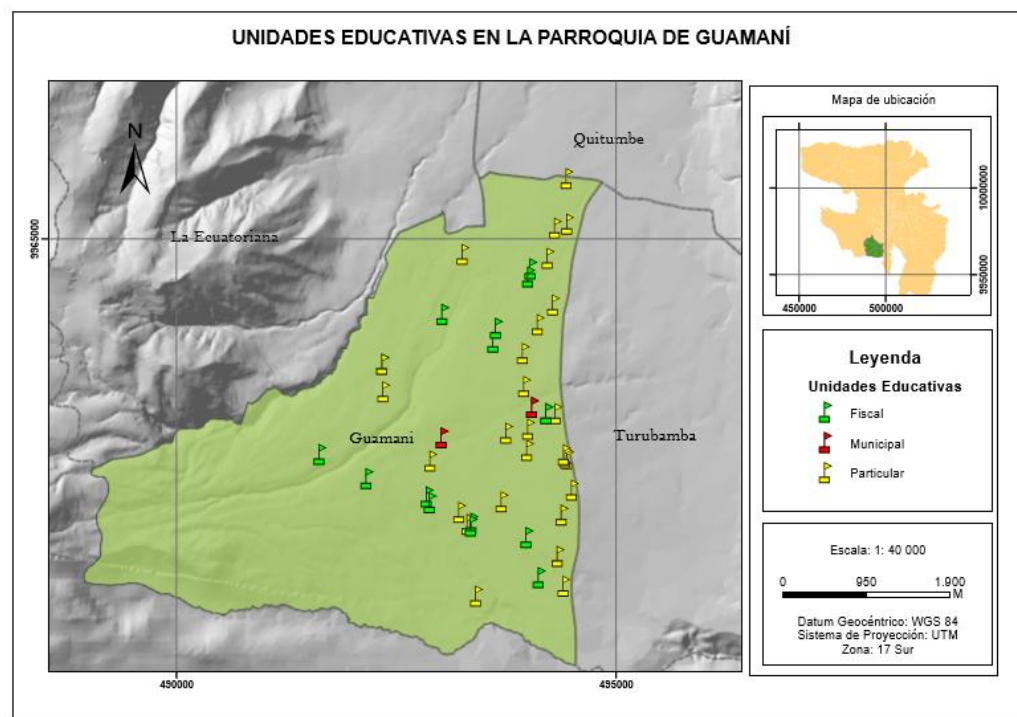 UNIDADES EDUCATIVAS EN LA PARROQUIA DE GUAMANÍ
N
Quitumbe
La Ecuatoriana
Guamani
Turubamba
9965000
490000
495000
Mapa de ubicación
10000000
9950000
450000
500000
Leyenda
Unidades Educativas
Fiscal
Municipal
Particular
Escala: 1: 40 000
0 950 1.900
M
Datum Geocéntrico: WGS 84
Sistema de Proyección: UTM
Zona: 17 Sur